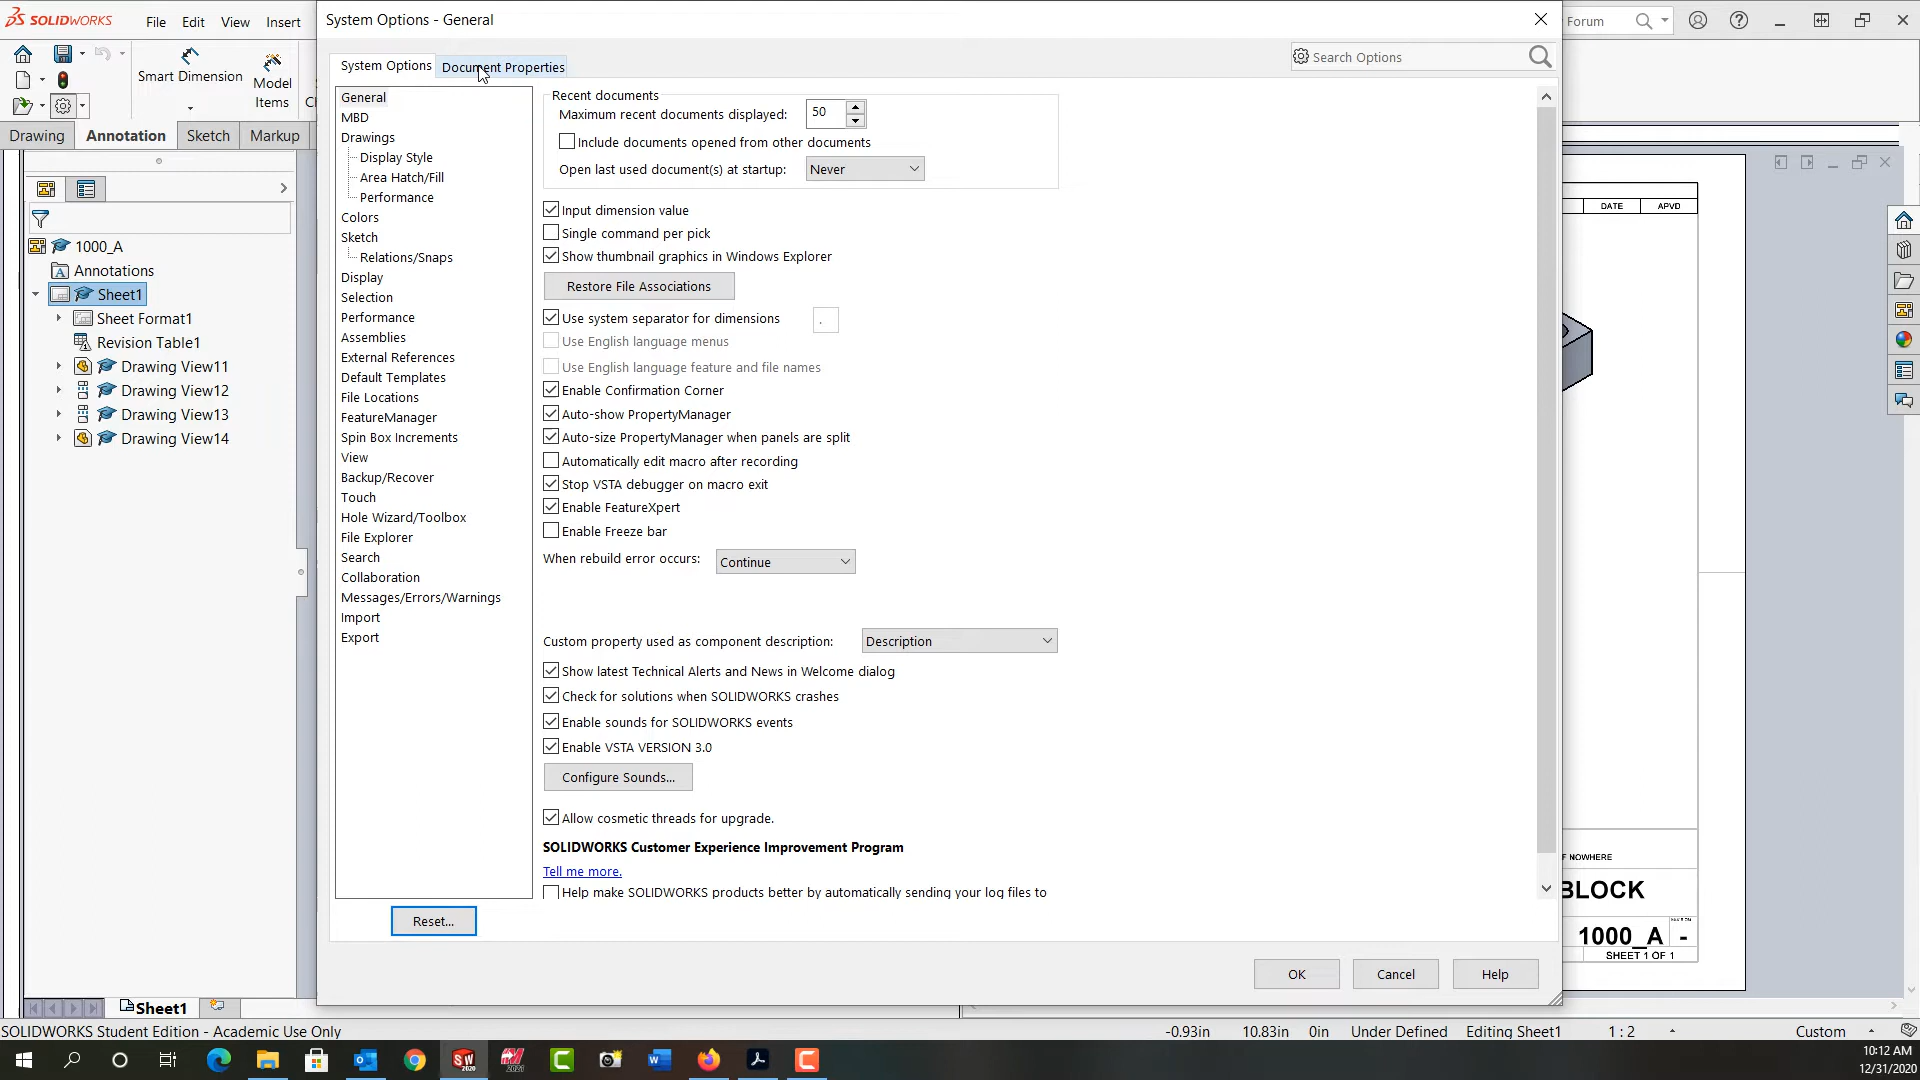 SOLIDWORKS
File Edit View Insert
System Options - General
Forum
Smart Dimension
Model Items
Drawing Annotation Sketch Markup
System Options Document Properties
Search Options
General
MBD
Drawings
Display Style
Area Hatch/Fill
Performance
Colors
Sketch
Relations/Snaps
Display
Selection
Performance
Assemblies
External References
Default Templates
File Locations
FeatureManager
Spin Box Increments
View
Backup/Recover
Touch
Hole Wizard/Toolbox
File Explorer
Search
Collaboration
Messages/Errors/Warnings
Import
Export
Reset...
Recent documents
Maximum recent documents displayed: 50
Include documents opened from other documents
Open last used document(s) at startup: Never
Input dimension value
Single command per pick
Show thumbnail graphics in Windows Explorer
Restore File Associations
Use system separator for dimensions .
Use English language menus
Use English language feature and file names
Enable Confirmation Corner
Auto-show PropertyManager
Auto-size PropertyManager when panels are split
Automatically edit macro after recording
Stop VSTA debugger on macro exit
Enable FeatureXpert
Enable Freeze bar
When rebuild error occurs: Continue
Custom property used as component description: Description
Show latest Technical Alerts and News in Welcome dialog
Check for solutions when SOLIDWORKS crashes
Enable sounds for SOLIDWORKS events
Enable VSTA VERSION 3.0
Configure Sounds...
Allow cosmetic threads for upgrade.
SOLIDWORKS Customer Experience Improvement Program
Tell me more.
Help make SOLIDWORKS products better by automatically sending your log files to
OK Cancel Help
1000_A
Annotations
Sheet1
Sheet Format1
Revision Table1
Drawing View11
Drawing View12
Drawing View13
Drawing View14
DATE APVD
F NOWHERE
BLOCK
1000_A -
SHEET 1 OF 1
Sheet1
SOLIDWORKS Student Edition - Academic Use Only
-0.93in 10.83in 0in Under Defined Editing Sheet1 1 : 2 Custom
10:12 AM
12/31/2020